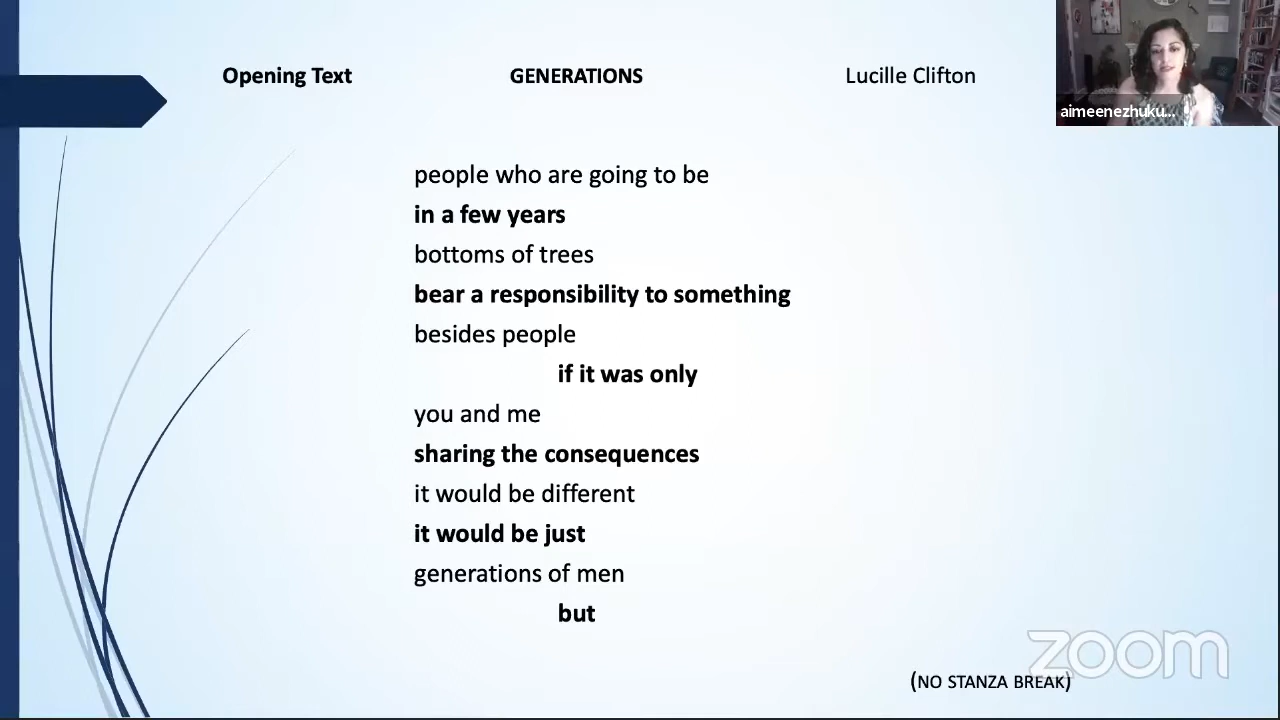 Opening Text GENERATIONS Lucille Clifton
aimeenezhuku...
people who are going to be
in a few years
bottoms of trees
bear a responsibility to something
besides people
if it was only
you and me
sharing the consequences
it would be different
it would be just
generations of men
but
zoom
(NO STANZA BREAK)